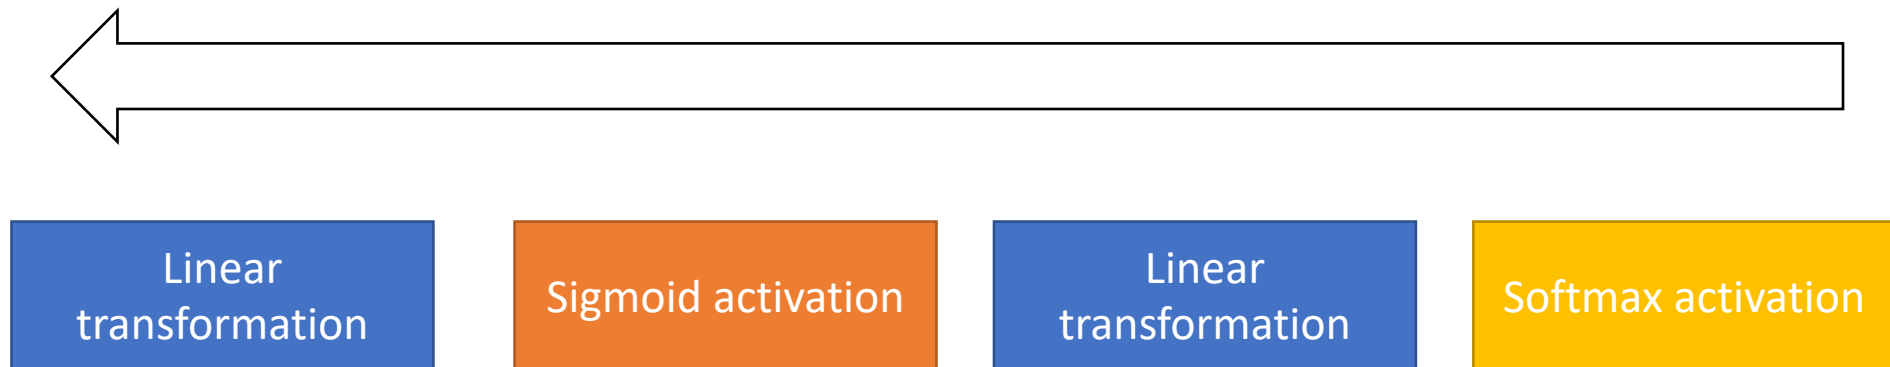 Linear
transformation
Sigmoid activation
Linear
transformation
Softmax activation